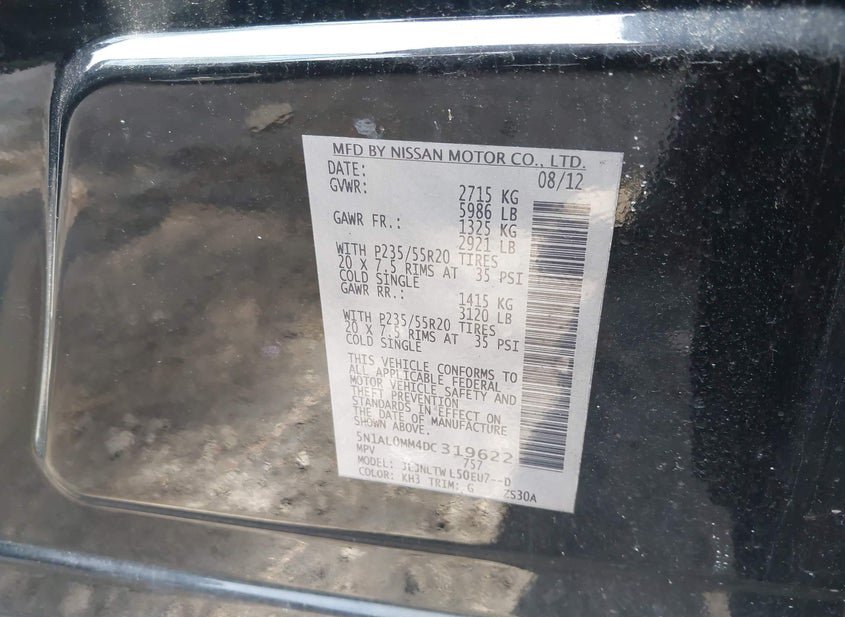 MFD BY NISSAN MOTOR CO., LTD.
DATE: 08/12
GVWR: 2715 KG
5986 LB
GAWR FR.: 1325 KG
2921 LB
WITH P235/55R20 TIRES
20 X 7.5 RIMS AT 35 PSI
COLD SINGLE
GAWR RR.: 1415 KG
3120 LB
WITH P235/55R20 TIRES
20 X 7.5 RIMS AT 35 PSI
COLD SINGLE
THIS VEHICLE CONFORMS TO
ALL APPLICABLE FEDERAL
MOTOR VEHICLE SAFETY AND
THEFT PREVENTION
STANDARDS IN EFFECT ON
THE DATE OF MANUFACTURE
SHOWN ABOVE.
5N1AL0MM4DC319622
MPV 757
MODEL:
COLOR: KH3 TRIM: G ZS30A